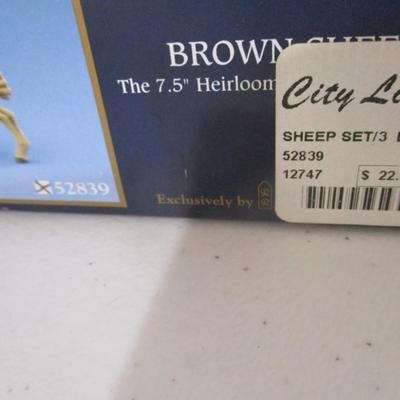 BROWN
The 7.5" Heirloom
52839
Exclusively by
City
SHEEP SET/3
52839
12747 $ 22.